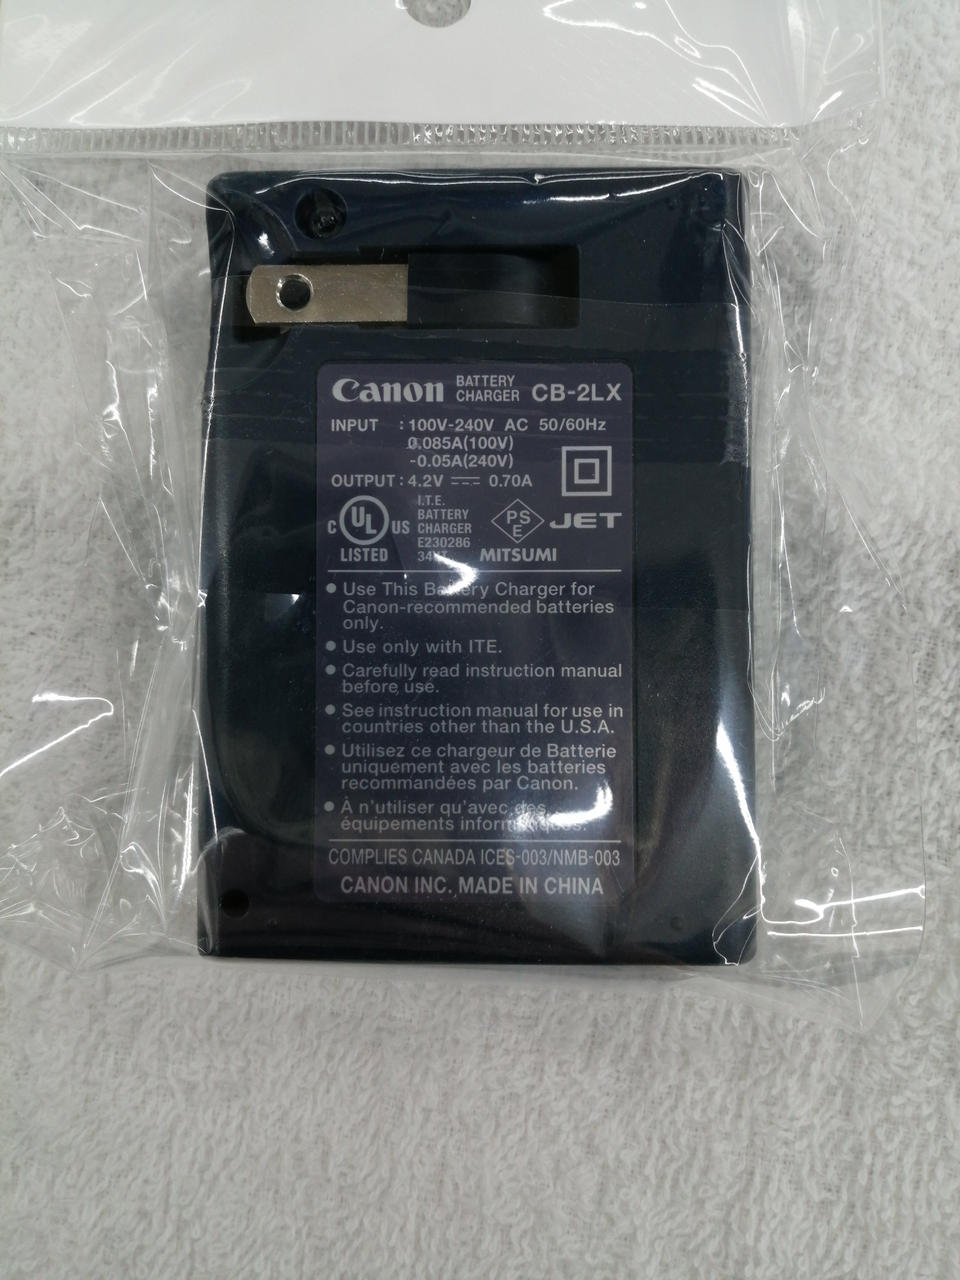 Canon BATTERY CHARGER CB-2LX
INPUT : 100V-240V AC 50/60Hz
0.085A(100V)
-0.05A(240V)
OUTPUT : 4.2V ⎓ 0.70A
C UL US
LISTED
I.T.E.
BATTERY
CHARGER
E230286
PS
E
JET
MITSUMI
• Use This Battery Charger for
Canon-recommended batteries
only.
• Use only with ITE.
• Carefully read instruction manual
before use.
• See instruction manual for use in
countries other than the U.S.A.
• Utilisez ce chargeur de Batterie
uniquement avec les batteries
recommandées par Canon.
• À n'utiliser qu'avec des
équipements informatiques.
COMPLIES CANADA ICES-003/NMB-003
CANON INC. MADE IN CHINA